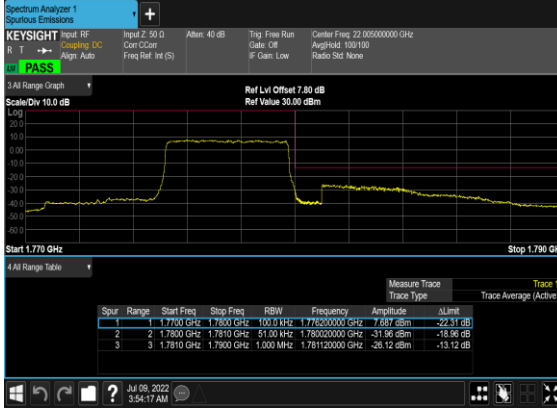 Spectrum Analyzer 1
Spurious Emissions
+
KEYSIGHT Input: RF Input Z: 50 Ω Atten: 40 dB Trig: Free Run Center Freq: 22.005000000 GHz
R T Coupling: DC Corr CCorr Gate: Off Avg|Hold: 100/100
Align: Auto Freq Ref: Int (S) IF Gain: Low Radio Std: None
PASS
3 All Range Graph
Ref Lvl Offset 7.80 dB
Scale/Div 10.0 dB Ref Value 30.00 dBm
Log
20.0
10.0
0.00
-10.0
-20.0
-30.0
-40.0
-50.0
-60.0
Start 1.770 GHz Stop 1.790 GH
4 All Range Table
Measure Trace Trace 1
Trace Type Trace Average (Active
Spur Range Start Freq Stop Freq RBW Frequency Amplitude ΔLimit
1 1 1.7700 GHz 1.7800 GHz 100.0 kHz 1.776200000 GHz 7.687 dBm -22.31 dB
2 2 1.7800 GHz 1.7810 GHz 51.00 kHz 1.780020000 GHz -31.96 dBm -18.96 dB
3 3 1.7810 GHz 1.7900 GHz 1.000 MHz 1.781120000 GHz -26.12 dBm -13.12 dB
? Jul 09, 2022
3:54:17 AM